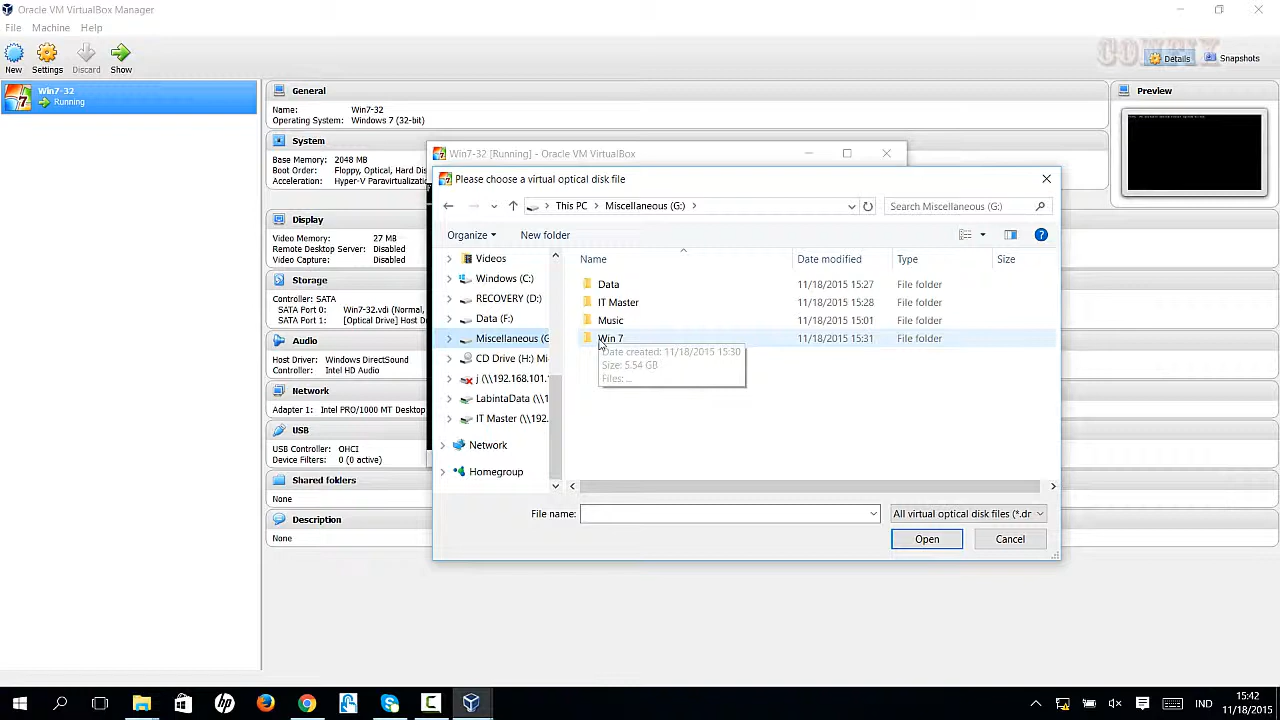 Oracle VM VirtualBox Manager
File Machine Help
New Settings Discard Show
CONFIX
Details Snapshots
Win7-32
Running
General
Name: Win7-32
Operating System: Windows 7 (32-bit)
System
Base Memory: 2048 MB
Boot Order: Floppy, Optical, Hard Dis
Acceleration: Hyper-V Paravirtualizati
Display
Video Memory: 27 MB
Remote Desktop Server: Disabled
Video Capture: Disabled
Storage
Controller: SATA
SATA Port 0: Win7-32.vdi (Normal,
SATA Port 1: [Optical Drive] Host D
Audio
Host Driver: Windows DirectSound
Controller: Intel HD Audio
Network
Adapter 1: Intel PRO/1000 MT Desktop
USB
USB Controller: OHCI
Device Filters: 0 (0 active)
Shared folders
None
Description
None
Preview
Win7-32 [Running] - Oracle VM VirtualBox
Please choose a virtual optical disk file
This PC > Miscellaneous (G:) >
Search Miscellaneous (G:)
Organize New folder
Videos
Windows (C:)
RECOVERY (D:)
Data (F:)
Miscellaneous (G
CD Drive (H:) Mi
j (\\192.168.101.
LabintaData (\\1
IT Master (\\192.
Network
Homegroup
Name Date modified Type Size
Data 11/18/2015 15:27 File folder
IT Master 11/18/2015 15:28 File folder
Music 11/18/2015 15:01 File folder
Win 7 11/18/2015 15:31 File folder
Date created: 11/18/2015 15:30
Size: 5.54 GB
Files: ...
File name: All virtual optical disk files (*.dr
Open Cancel
IND
15:42
11/18/2015